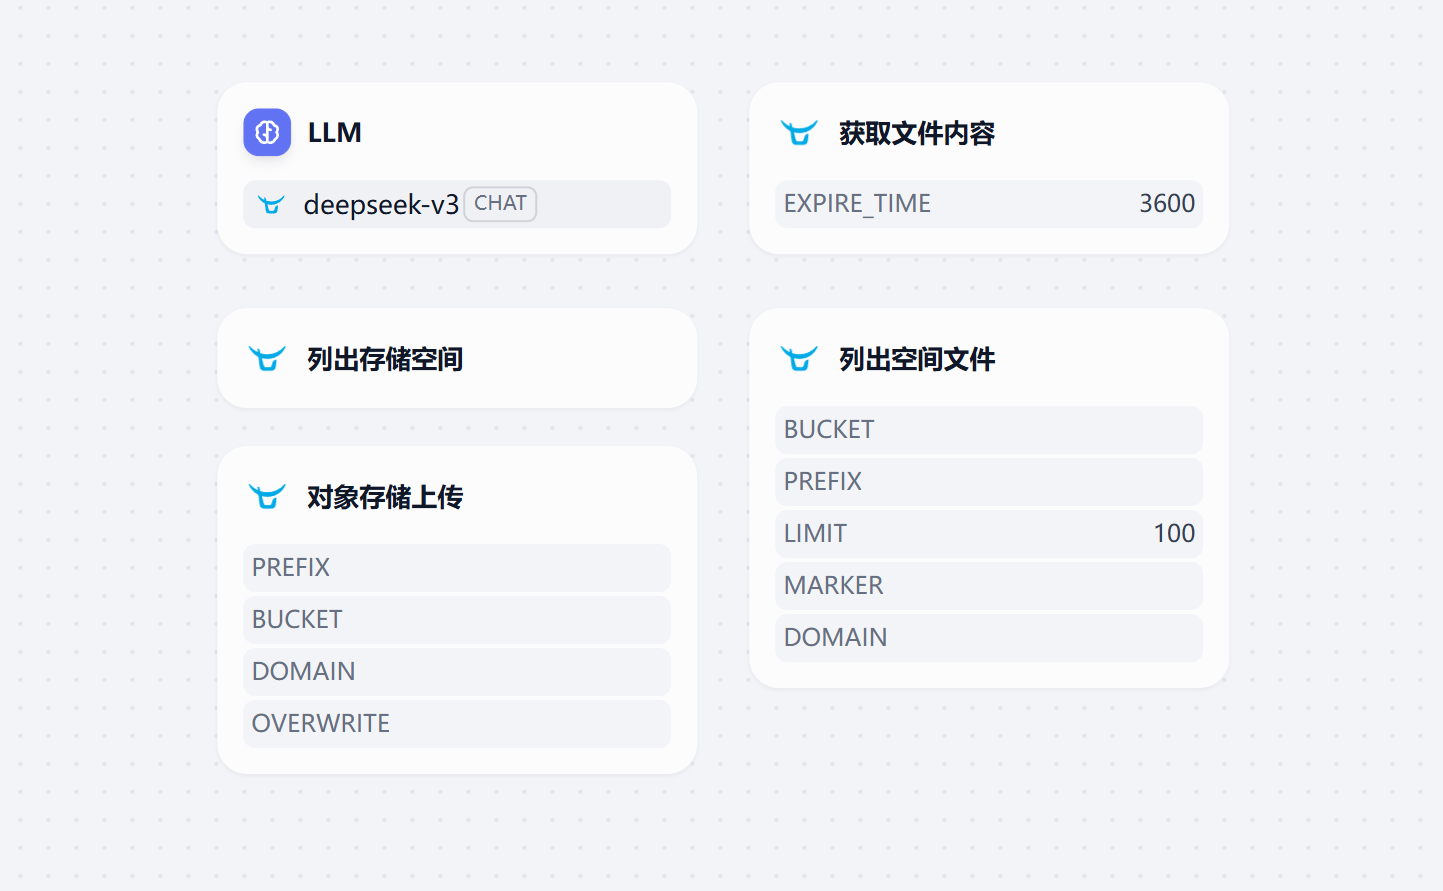 LLM
deepseek-v3 CHAT
列出存储空间
对象存储上传
PREFIX
BUCKET
DOMAIN
OVERWRITE
获取文件内容
EXPIRE_TIME 3600
列出空间文件
BUCKET
PREFIX
LIMIT 100
MARKER
DOMAIN